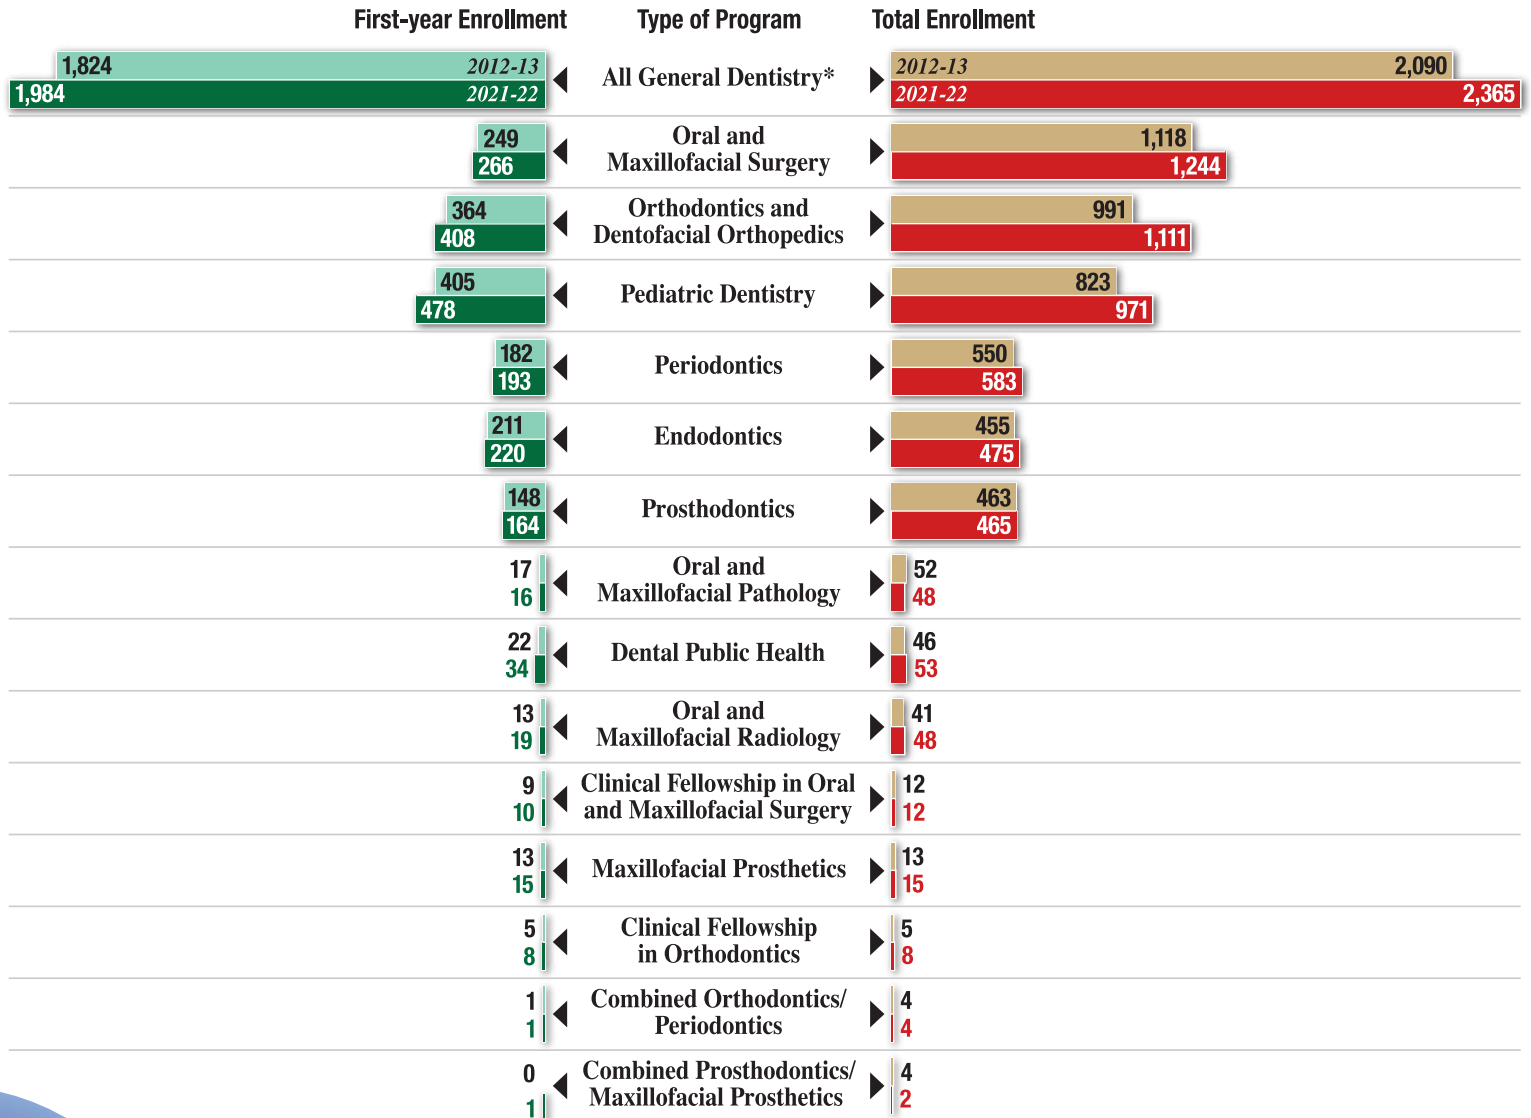 First-year Enrollment Type of Program Total Enrollment
1,824 2012-13 2012-13 2,090
All General Dentistry*
1,984 2021-22 2021-22 2,365
249 Oral and 1,118
266 Maxillofacial Surgery 1,244
364 Orthodontics and 991
408 Dentofacial Orthopedics 1,111
405 823
Pediatric Dentistry
478 971
182 550
Periodontics
193 583
211 455
Endodontics
220 475
148 463
Prosthodontics
164 465
17 Oral and 52
16 Maxillofacial Pathology 48
22 46
Dental Public Health
34 53
13 Oral and 41
19 Maxillofacial Radiology 48
9 Clinical Fellowship in Oral 12
10 and Maxillofacial Surgery 12
13 13
Maxillofacial Prosthetics
15 15
5 Clinical Fellowship 5
8 in Orthodontics 8
1 Combined Orthodontics/ 4
1 Periodontics 4
0 Combined Prosthodontics/ 4
1 Maxillofacial Prosthetics 2